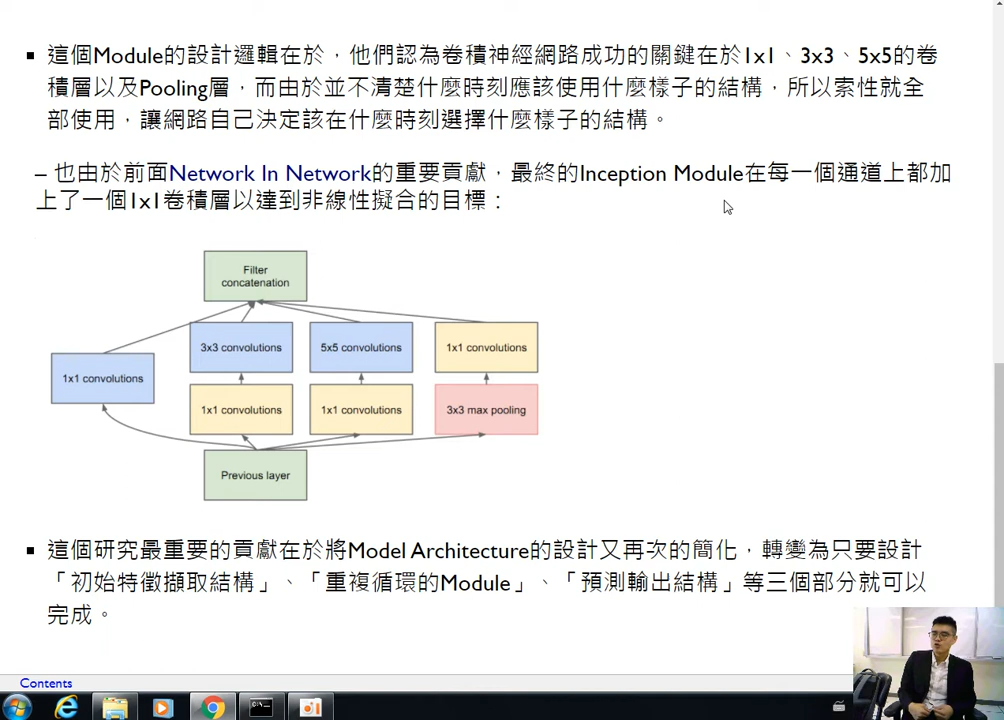 ▪ 這個Module的設計邏輯在於，他們認為卷積神經網路成功的關鍵在於1x1、3x3、5x5的卷
積層以及Pooling層，而由於並不清楚什麼時刻應該使用什麼樣子的結構，所以索性就全
部使用，讓網路自己決定該在什麼時刻選擇什麼樣子的結構。
– 也由於前面Network In Network的重要貢獻，最終的Inception Module在每一個通道上都加
上了一個1x1卷積層以達到非線性擬合的目標：
Filter
concatenation
3x3 convolutions
5x5 convolutions
1x1 convolutions
1x1 convolutions
1x1 convolutions
1x1 convolutions
3x3 max pooling
Previous layer
▪ 這個研究最重要的貢獻在於將Model Architecture的設計又再次的簡化，轉變為只要設計
「初始特徵擷取結構」、「重複循環的Module」、「預測輸出結構」等三個部分就可以
完成。
Contents